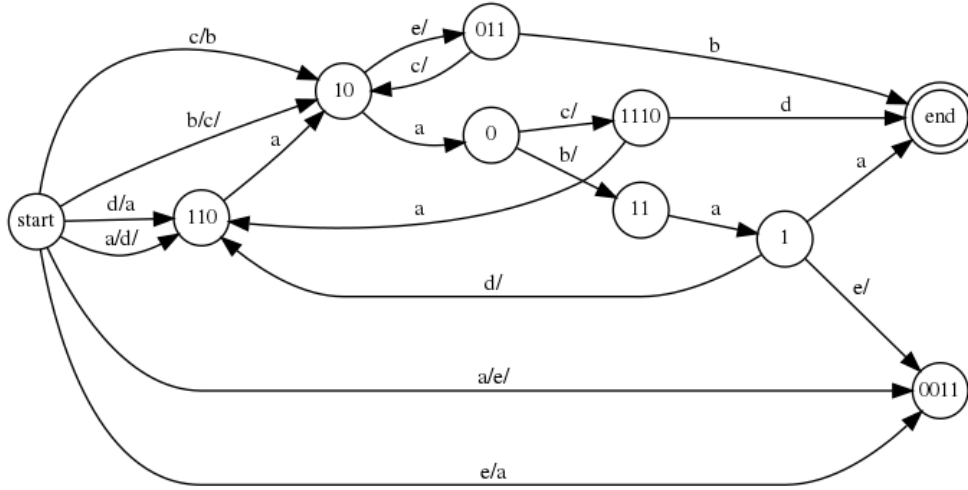 c/b
e/
011
c/
b
10
b/c/
a
0
c/
1110
d
end
b/
a
a
11
a
start
d/a
110
a/d/
a
1
d/
e/
a/e/
0011
e/a